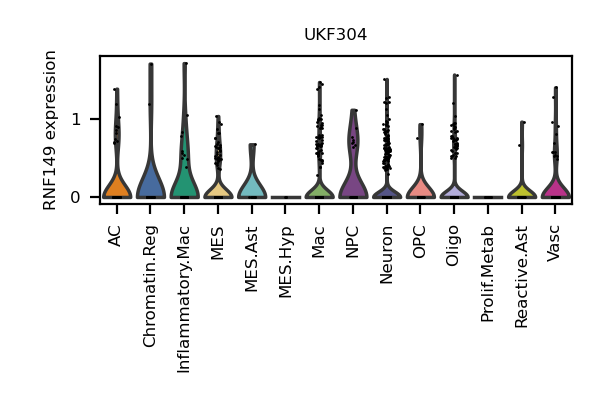 UKF304
RNF149 expression
1
0
AC
Chromatin.Reg
Inflammatory.Mac
MES
MES.Ast
MES.Hyp
Mac
NPC
Neuron
OPC
Oligo
Prolif.Metab
Reactive.Ast
Vasc